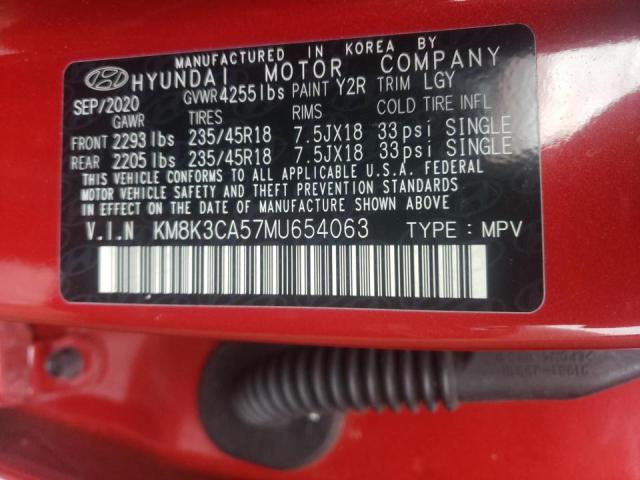 MANUFACTURED IN KOREA BY
HYUNDAI MOTOR COMPANY
SEP/2020 GVWR 4255lbs PAINT Y2R TRIM LGY
GAWR TIRES RIMS COLD TIRE INFL
FRONT 2293lbs 235/45R18 7.5JX18 33psi SINGLE
REAR 2205lbs 235/45R18 7.5JX18 33psi SINGLE
THIS VEHICLE CONFORMS TO ALL APPLICABLE U.S.A. FEDERAL
MOTOR VEHICLE SAFETY AND THEFT PREVENTION STANDARDS
IN EFFECT ON THE DATE OF MANUFACTURE SHOWN ABOVE.
V.I.N KM8K3CA57MU654063 TYPE : MPV